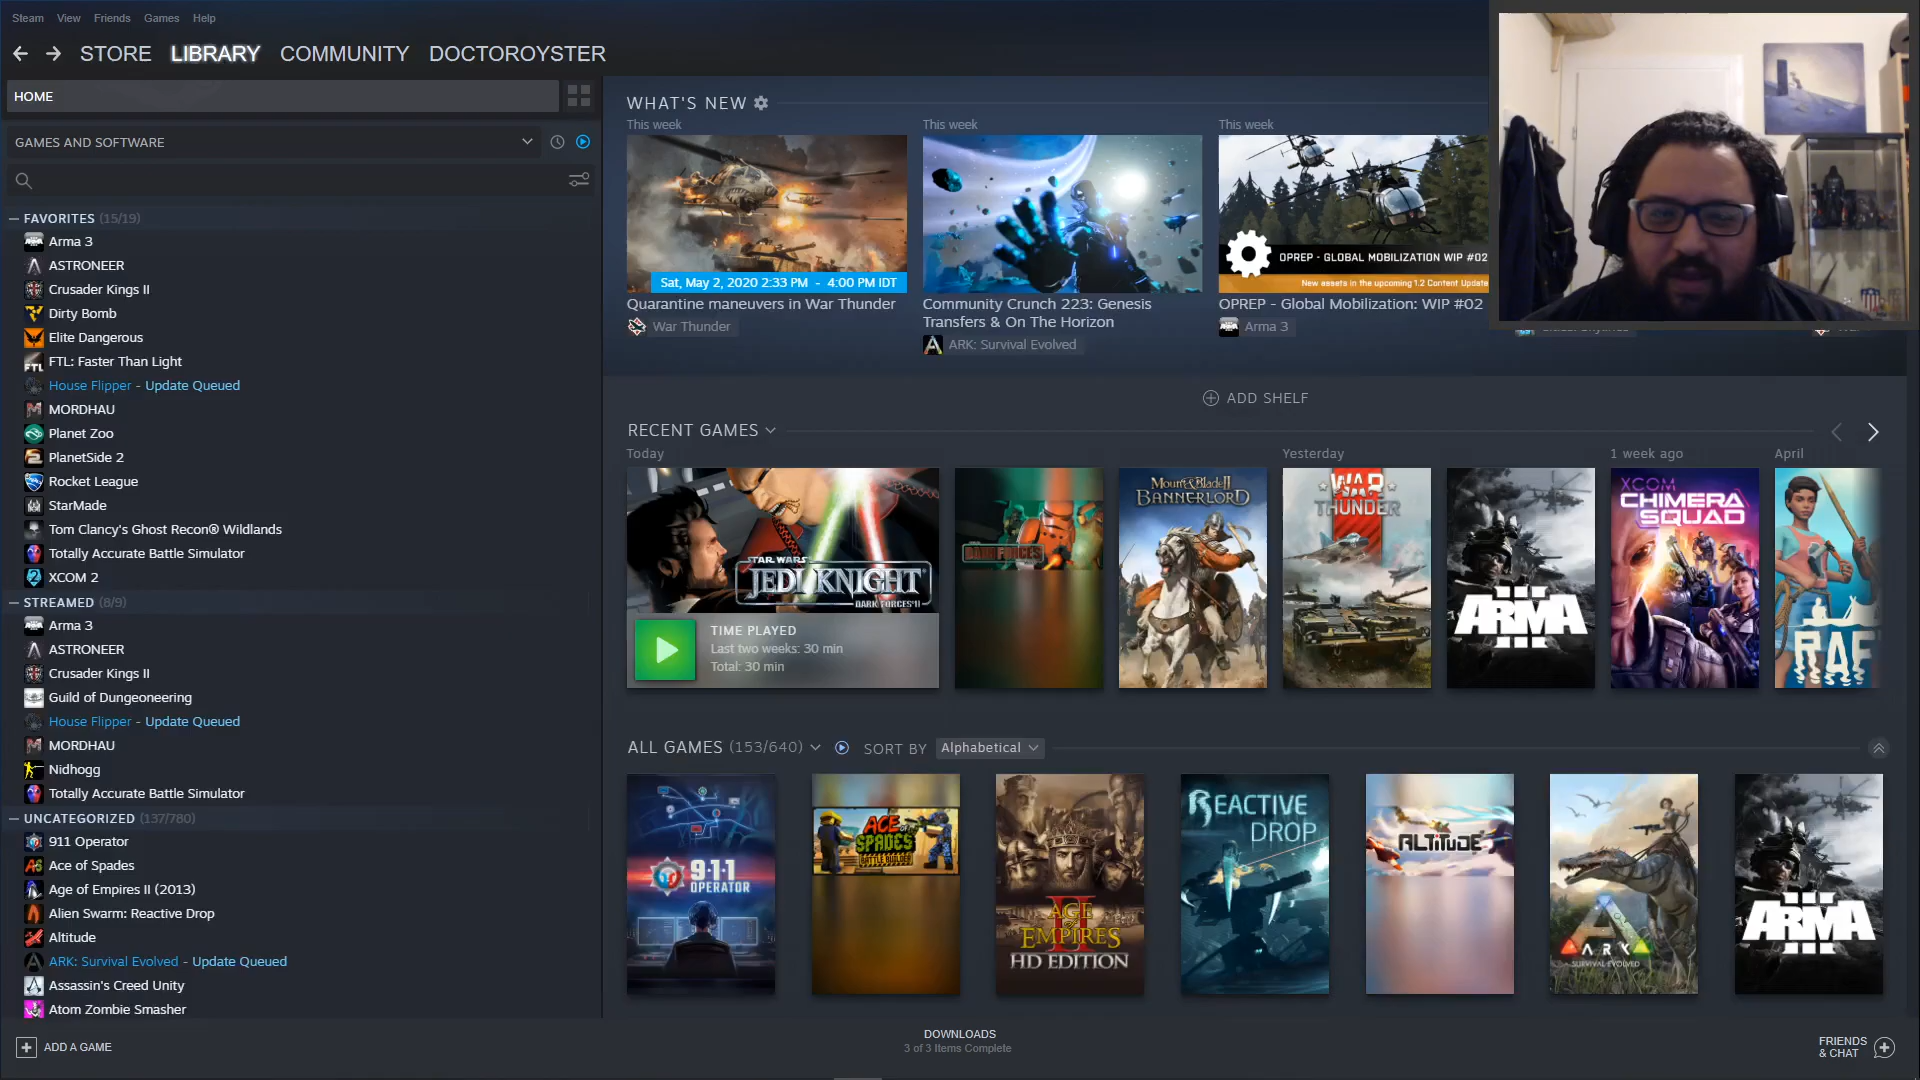 Steam View Friends Games Help
STORE LIBRARY COMMUNITY DOCTOROYSTER
HOME
GAMES AND SOFTWARE
FAVORITES (15/19)
Arma 3
ASTRONEER
Crusader Kings II
Dirty Bomb
Elite Dangerous
FTL: Faster Than Light
House Flipper - Update Queued
MORDHAU
Planet Zoo
PlanetSide 2
Rocket League
StarMade
Tom Clancy's Ghost Recon® Wildlands
Totally Accurate Battle Simulator
XCOM 2
STREAMED (8/9)
Arma 3
ASTRONEER
Crusader Kings II
Guild of Dungeoneering
House Flipper - Update Queued
MORDHAU
Nidhogg
Totally Accurate Battle Simulator
UNCATEGORIZED (137/780)
911 Operator
Ace of Spades
Age of Empires II (2013)
Alien Swarm: Reactive Drop
Altitude
ARK: Survival Evolved - Update Queued
Assassin's Creed Unity
Atom Zombie Smasher
ADD A GAME
WHAT'S NEW
This week
Sat, May 2, 2020 2:33 PM - 4:00 PM IDT
Quarantine maneuvers in War Thunder
War Thunder
This week
Community Crunch 223: Genesis
Transfers & On The Horizon
ARK: Survival Evolved
This week
OPREP - GLOBAL MOBILIZATION WIP #02
New assets in the upcoming 1.2 Content Update
OPREP - Global Mobilization: WIP #02
Arma 3
ADD SHELF
RECENT GAMES
Today
STAR WARS
JEDI KNIGHT
DARK FORCES II
TIME PLAYED
Last two weeks: 30 min
Total: 30 min
DARK FORCES
Mount&Blade II
BANNERLORD
Yesterday
WAR
THUNDER
ARMA
III
1 week ago
XCOM
CHIMERA
SQUAD
April
RAF
ALL GAMES (153/640) SORT BY Alphabetical
9-1-1
OPERATOR
ACE OF
SPADES
BATTLE BUILDER
AGE of
EMPIRES
II
HD EDITION
REACTIVE
DROP
ALTITUDE
ARK
SURVIVAL EVOLVED
ARMA
III
DOWNLOADS
3 of 3 Items Complete
FRIENDS
& CHAT